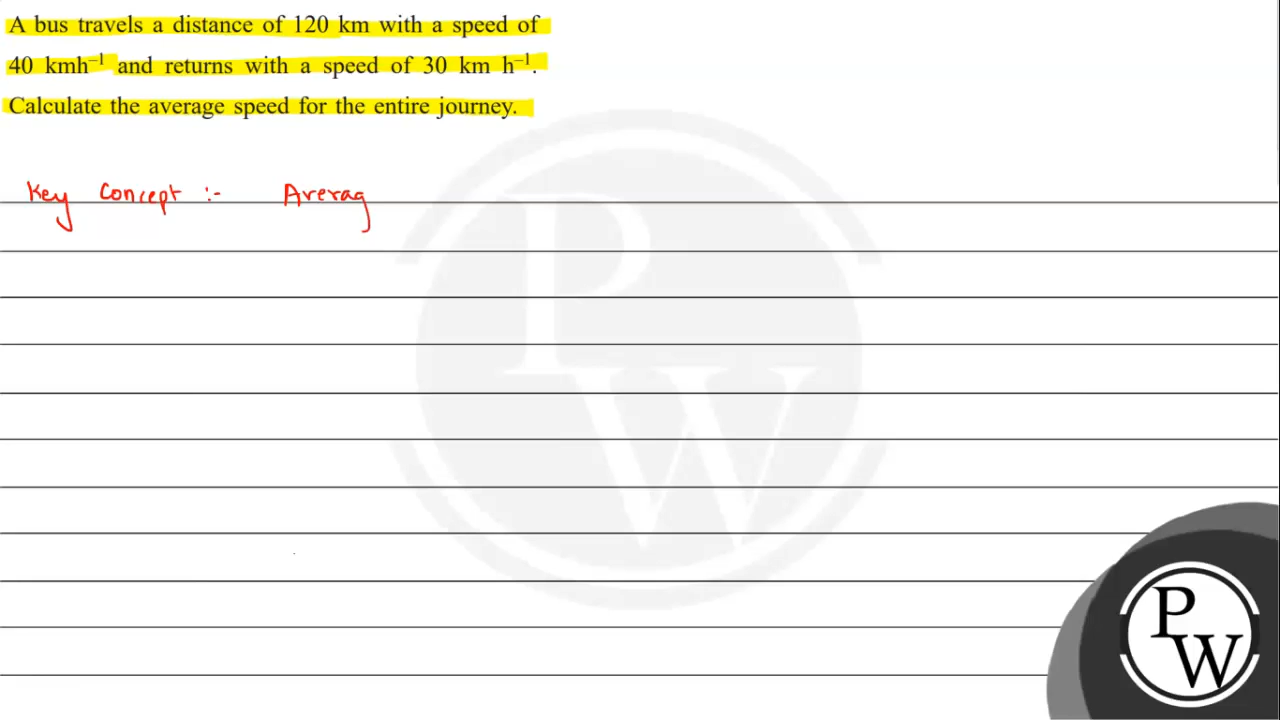 A bus travels a distance of 120 km with a speed of
40 kmh⁻¹ and returns with a speed of 30 km h⁻¹.
Calculate the average speed for the entire journey.
Key Concept :- Averag
P
W
P
W